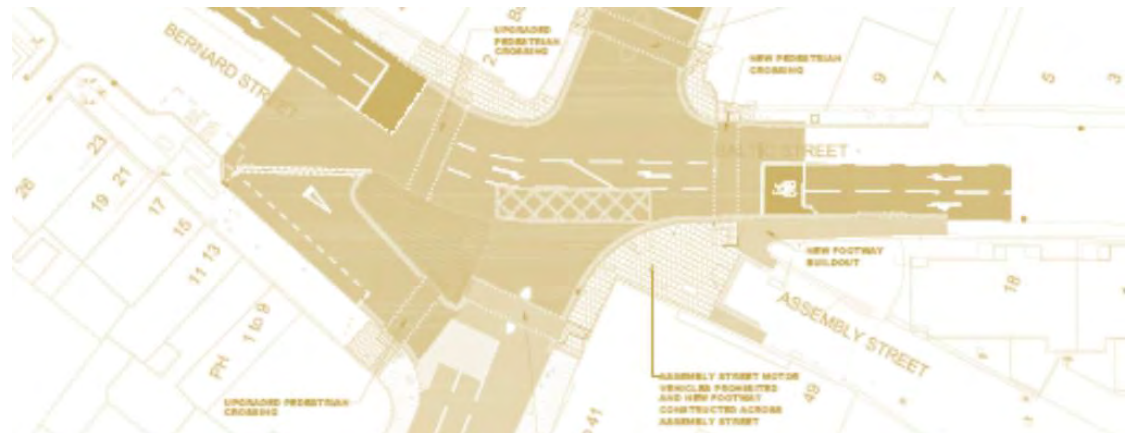 BERNARD STREET
UPGRADED
PEDESTRIAN
CROSSING
2
NEW PEDESTRIAN
CROSSING
9
7
5
3
BALTIC STREET
23
21
19
17
15
13
11
26
1 to 9
PH
NEW FOOTWAY
BUILDOUT
ASSEMBLY STREET
18
49
41
UPGRADED PEDESTRIAN
CROSSING
ASSEMBLY STREET MOTOR
VEHICLES PROHIBITED
AND NEW FOOTWAY
CONSTRUCTED ACROSS
ASSEMBLY STREET